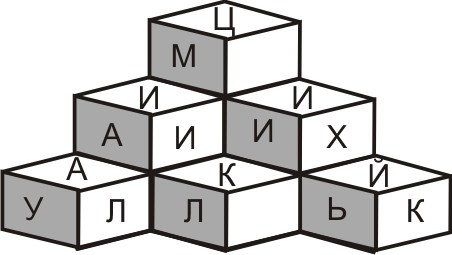 Ц
М
И И
А И И Х
А К Й
У Л Л Ь К